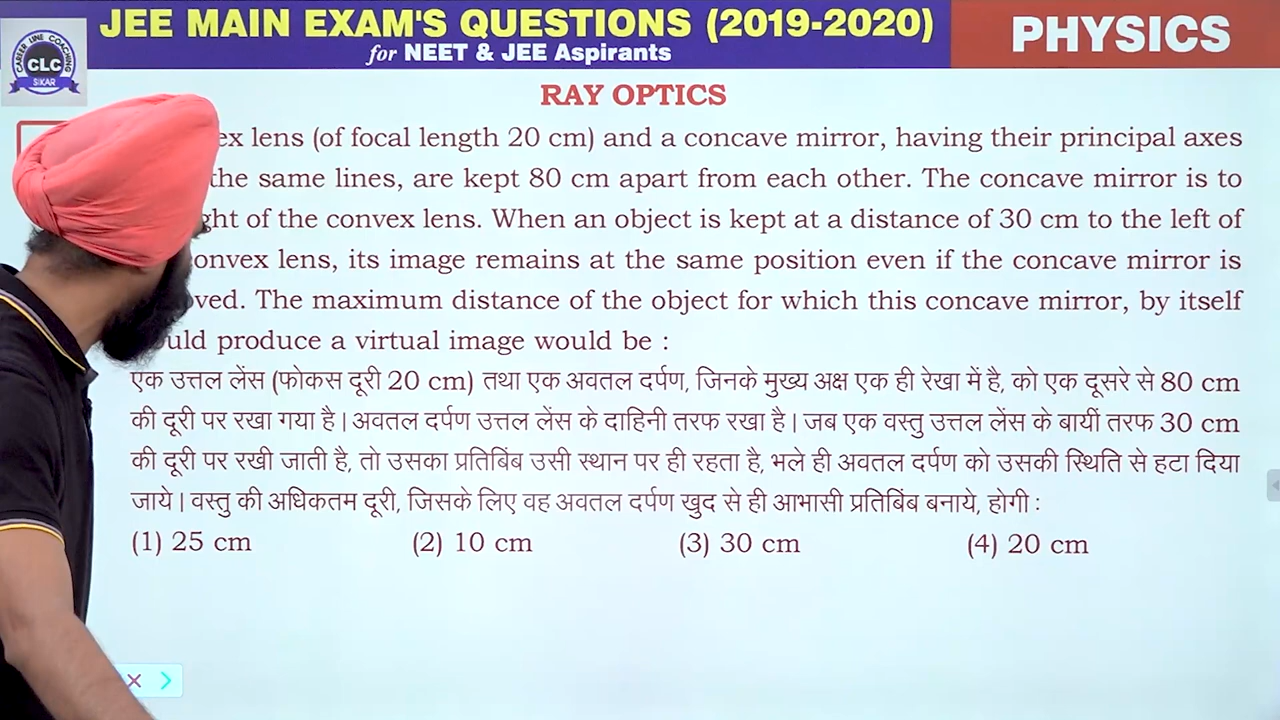 JEE MAIN EXAM'S QUESTIONS (2019-2020)
for NEET & JEE Aspirants
PHYSICS
CAREER LINE COACHING
CLC
SIKAR
RAY OPTICS
ex lens (of focal length 20 cm) and a concave mirror, having their principal axes
the same lines, are kept 80 cm apart from each other. The concave mirror is to
ght of the convex lens. When an object is kept at a distance of 30 cm to the left of
onvex lens, its image remains at the same position even if the concave mirror is
ved. The maximum distance of the object for which this concave mirror, by itself
uld produce a virtual image would be :
एक उत्तल लेंस (फोकस दूरी 20 cm) तथा एक अवतल दर्पण, जिनके मुख्य अक्ष एक ही रेखा में है, को एक दूसरे से 80 cm
की दूरी पर रखा गया है। अवतल दर्पण उत्तल लेंस के दाहिनी तरफ रखा है। जब एक वस्तु उत्तल लेंस के बायीं तरफ 30 cm
की दूरी पर रखी जाती है, तो उसका प्रतिबिंब उसी स्थान पर ही रहता है, भले ही अवतल दर्पण को उसकी स्थिति से हटा दिया
जाये। वस्तु की अधिकतम दूरी, जिसके लिए वह अवतल दर्पण खुद से ही आभासी प्रतिबिंब बनाये, होगी :
(1) 25 cm (2) 10 cm (3) 30 cm (4) 20 cm